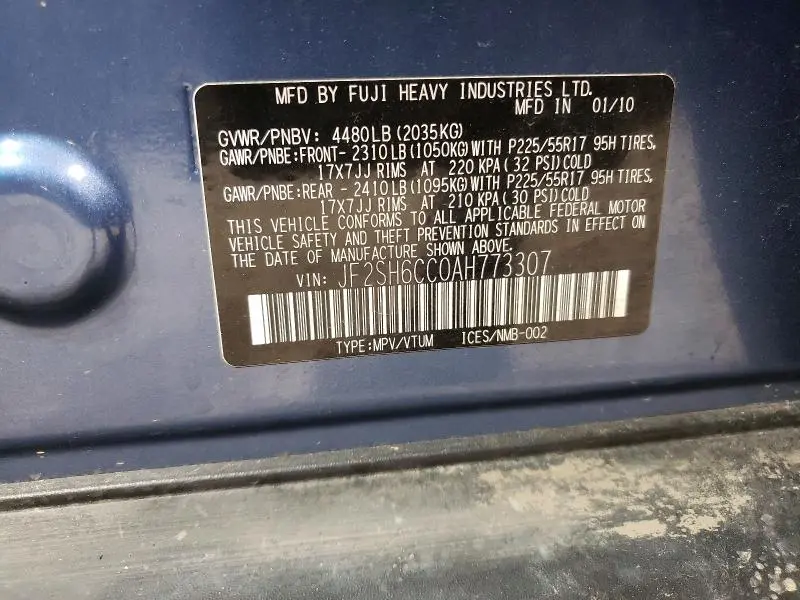 MFD BY FUJI HEAVY INDUSTRIES LTD.
MFD IN 01/10
GVWR/PNBV: 4480LB(2035KG)
GAWR/PNBE:FRONT- 2310LB(1050KG)WITH P225/55R17 95H TIRES,
17X7JJ RIMS AT 220 KPA(32 PSI)COLD
GAWR/PNBE:REAR - 2410LB(1095KG)WITH P225/55R17 95H TIRES,
17X7JJ RIMS AT 210 KPA(30 PSI)COLD
THIS VEHICLE CONFORMS TO ALL APPLICABLE FEDERAL MOTOR
VEHICLE SAFETY AND THEFT PREVENTION STANDARDS IN EFFECT ON
THE DATE OF MANUFACTURE SHOWN ABOVE.
VIN: JF2SH6CC0AH773307
TYPE:MPV/VTUM ICES/NMB-002